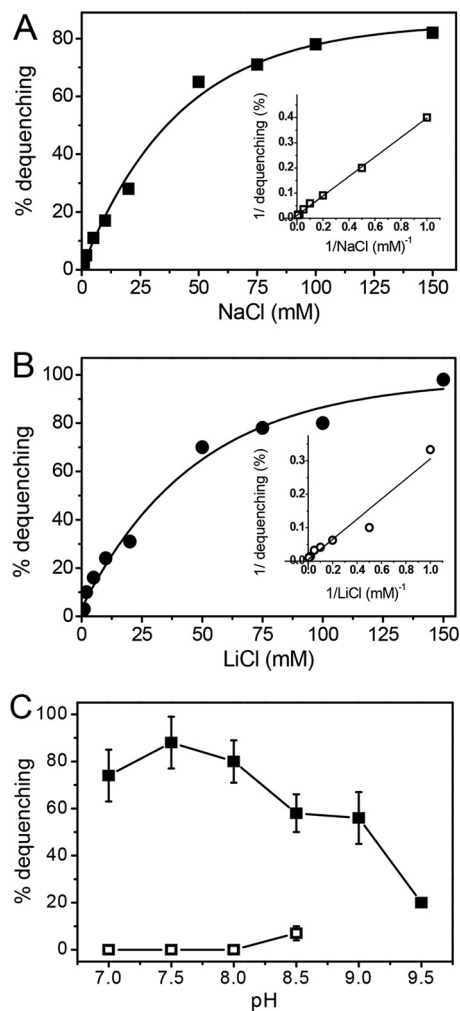 A
80
60
40
20
0
% dequenching
0 25 50 75 100 125 150
NaCl (mM)
0.4
0.3
0.2
0.1
0.0
1/ dequenching (%)
0.0 0.2 0.4 0.6 0.8 1.0
1/NaCl (mM)-1
B
100
80
60
40
20
0
% dequenching
0 25 50 75 100 125 150
LiCl (mM)
0.3
0.2
0.1
0.0
1/ dequenching (%)
0.0 0.2 0.4 0.6 0.8 1.0
1/LiCl (mM)-1
C
100
80
60
40
20
0
% dequenching
7.0 7.5 8.0 8.5 9.0 9.5
pH